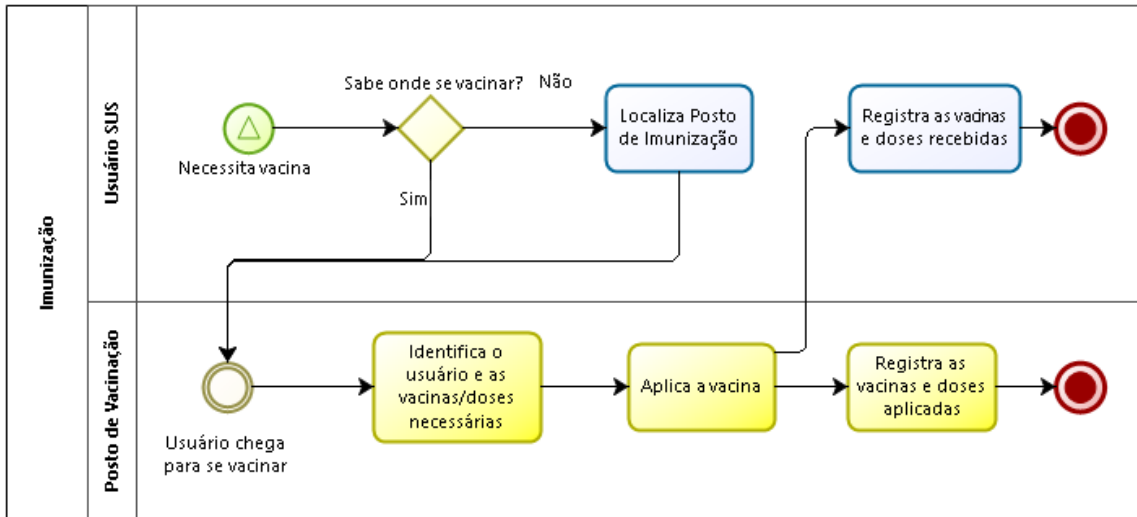 Imunização
Usuário SUS
Necessita vacina
Sabe onde se vacinar?
Não
Sim
Localiza Posto
de Imunização
Registra as vacinas
e doses recebidas
Posto de Vacinação
Usuário chega
para se vacinar
Identifica o
usuário e as
vacinas/doses
necessárias
Aplica a vacina
Registra as
vacinas e doses
aplicadas